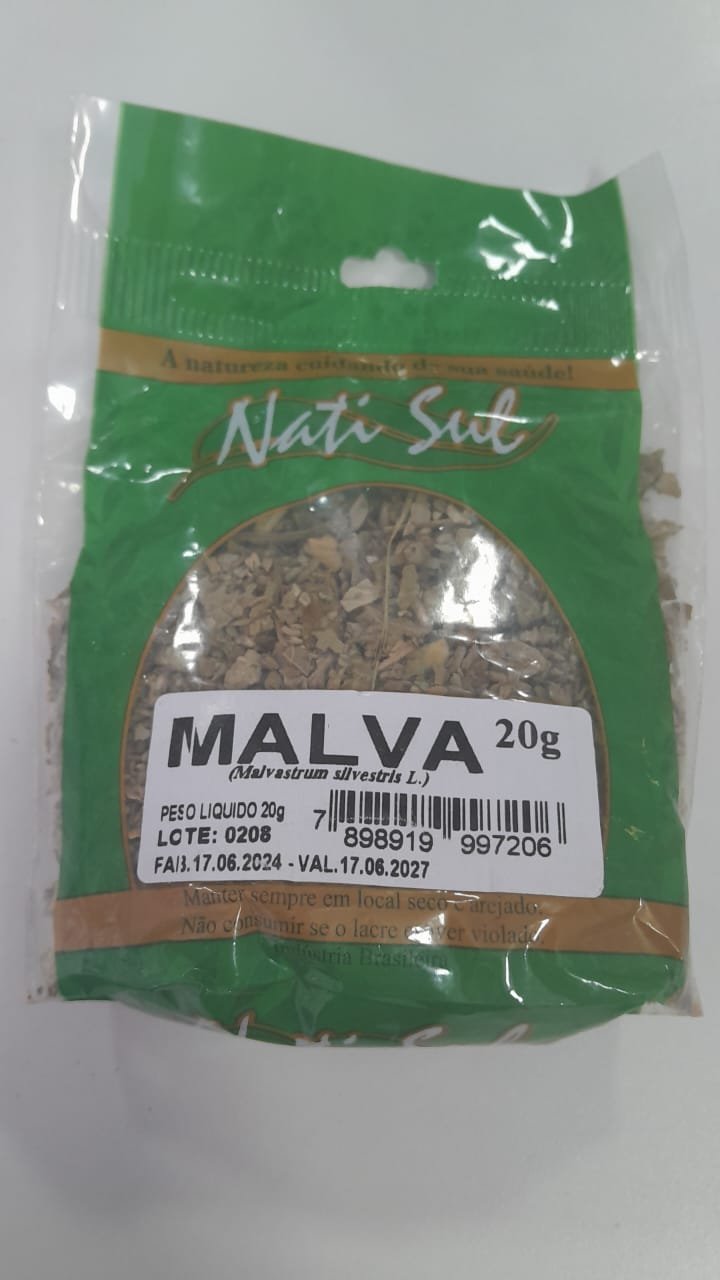 A natureza cuidando de sua saúde!
Nati Sul
MALVA 20g
(Malvastrum silvestris L.)
PESO LIQUIDO 20g
LOTE: 0208
7 898919 997206
FAB.17.06.2024 - VAL.17.06.2027
Manter sempre em local seco e arejado.
Não consumir se o lacre estiver violado.
Indústria Brasileira
Nati Sul